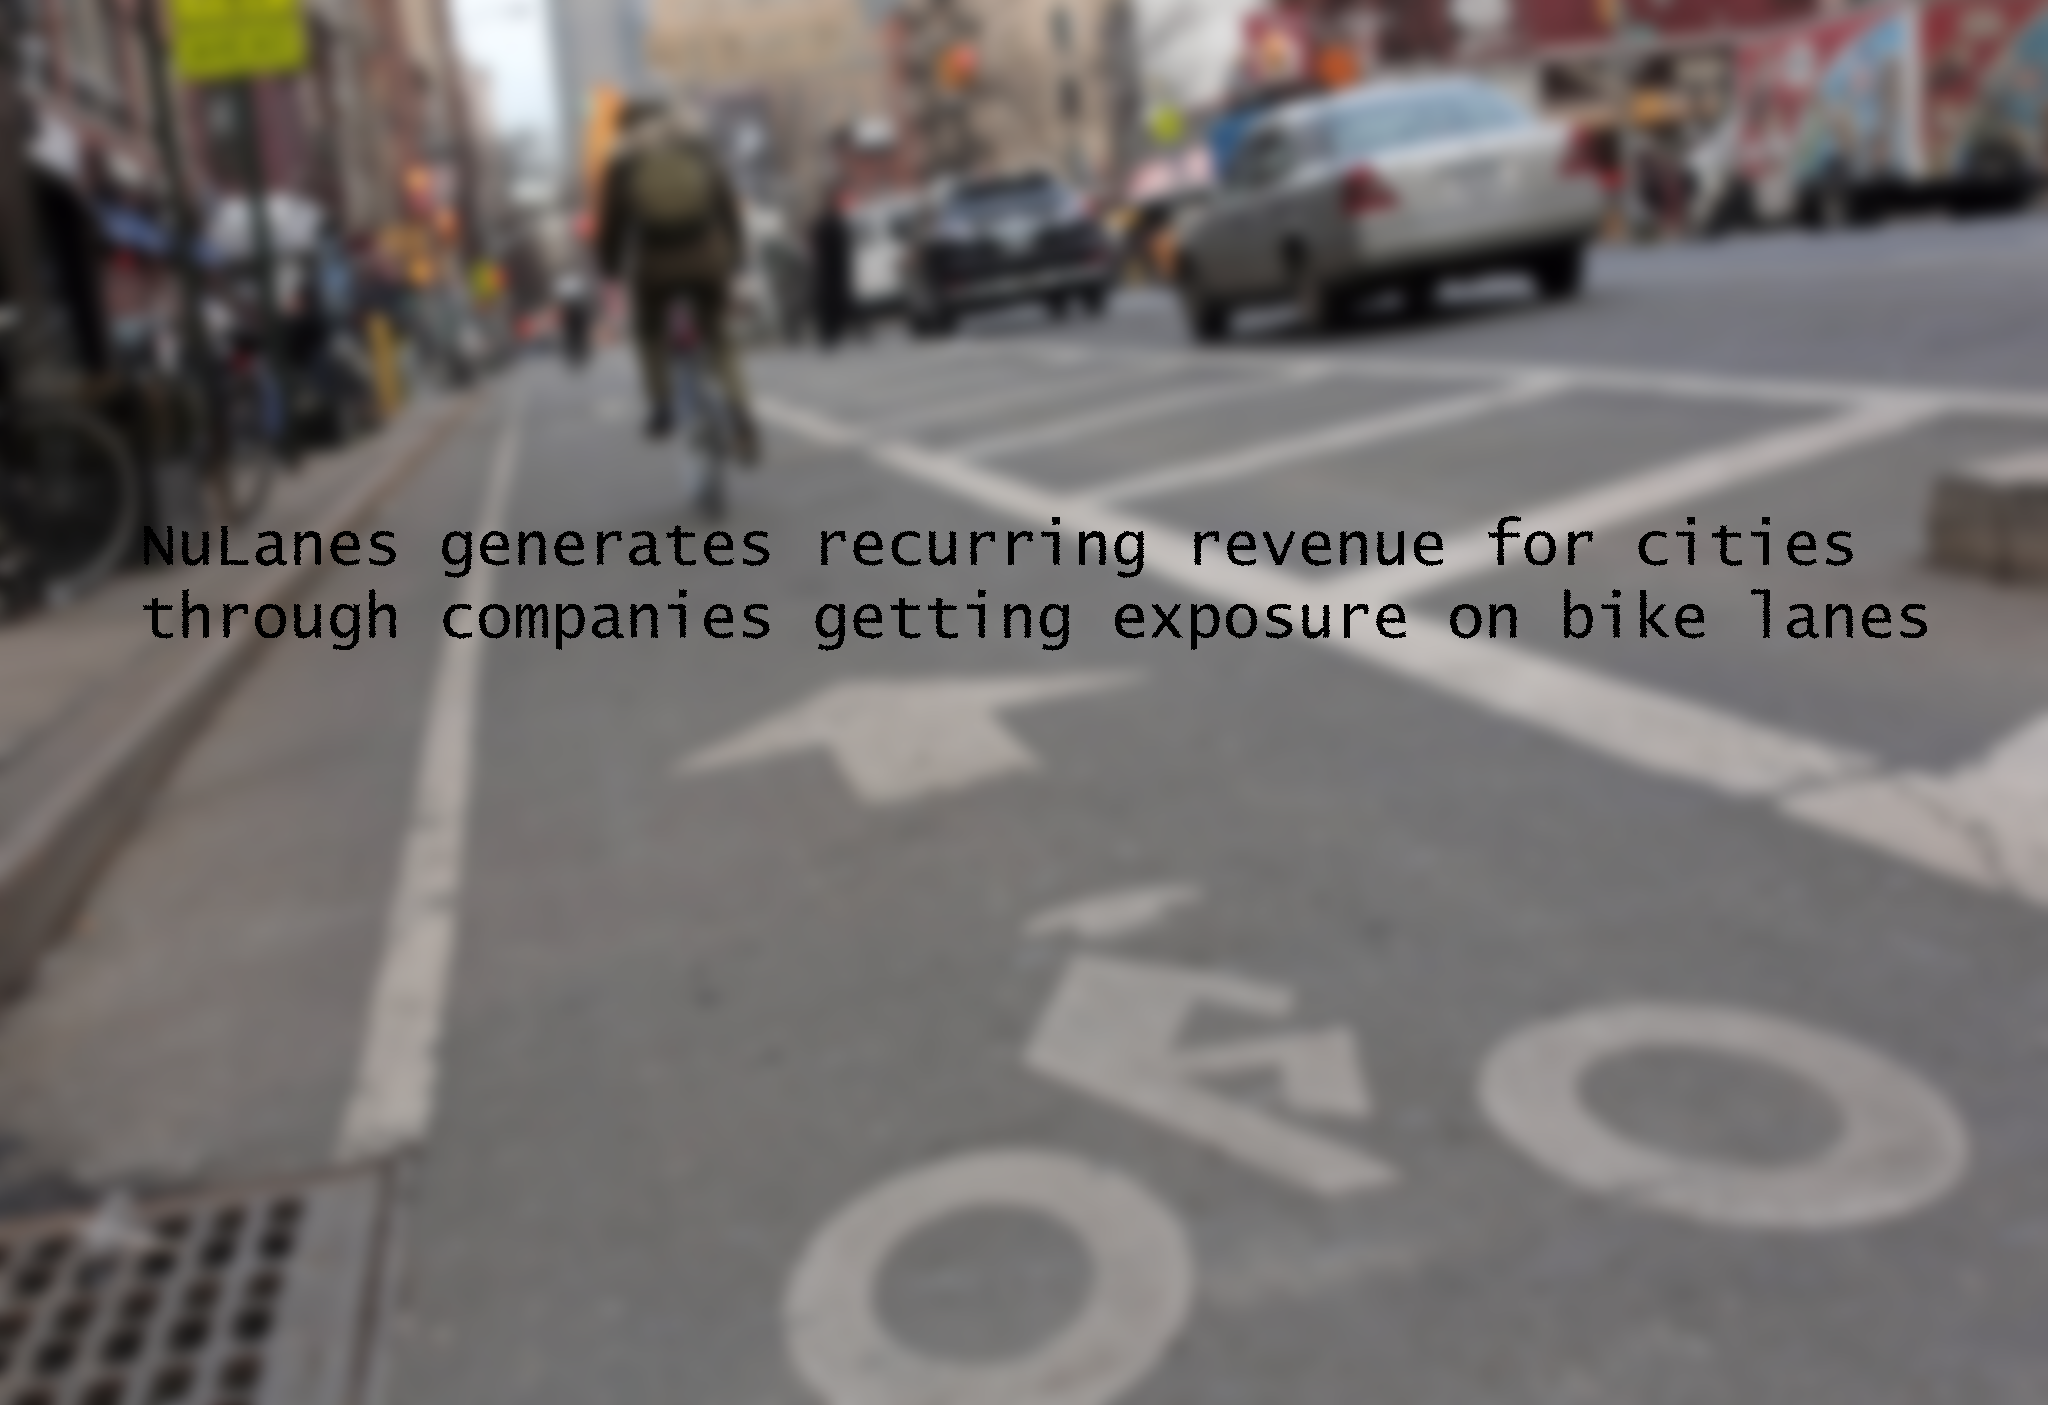 NuLanes generates recurring revenue for cities
through companies getting exposure on bike lanes